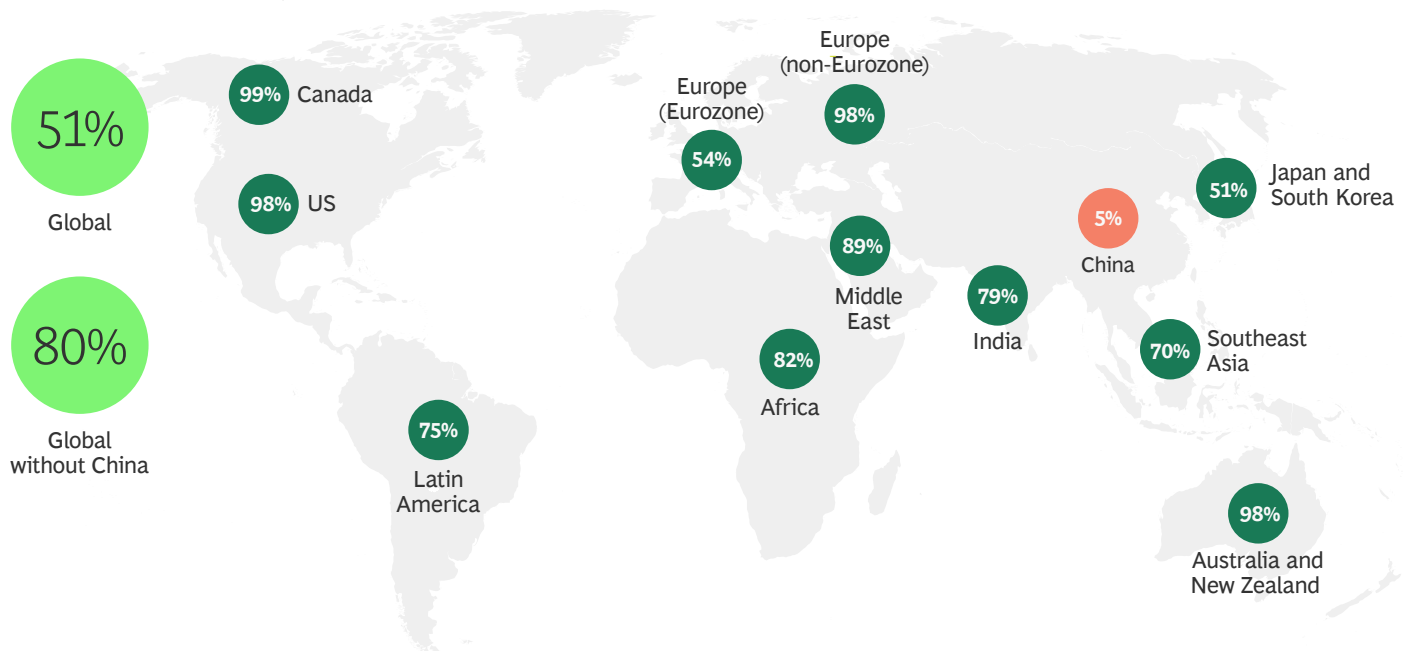 51%
Global
80%
Global
without China
99%
Canada
98%
US
75%
Latin
America
Europe
(Eurozone)
54%
Europe
(non-Eurozone)
98%
89%
Middle
East
82%
Africa
79%
India
5%
China
51%
Japan and
South Korea
70%
Southeast
Asia
98%
Australia and
New Zealand